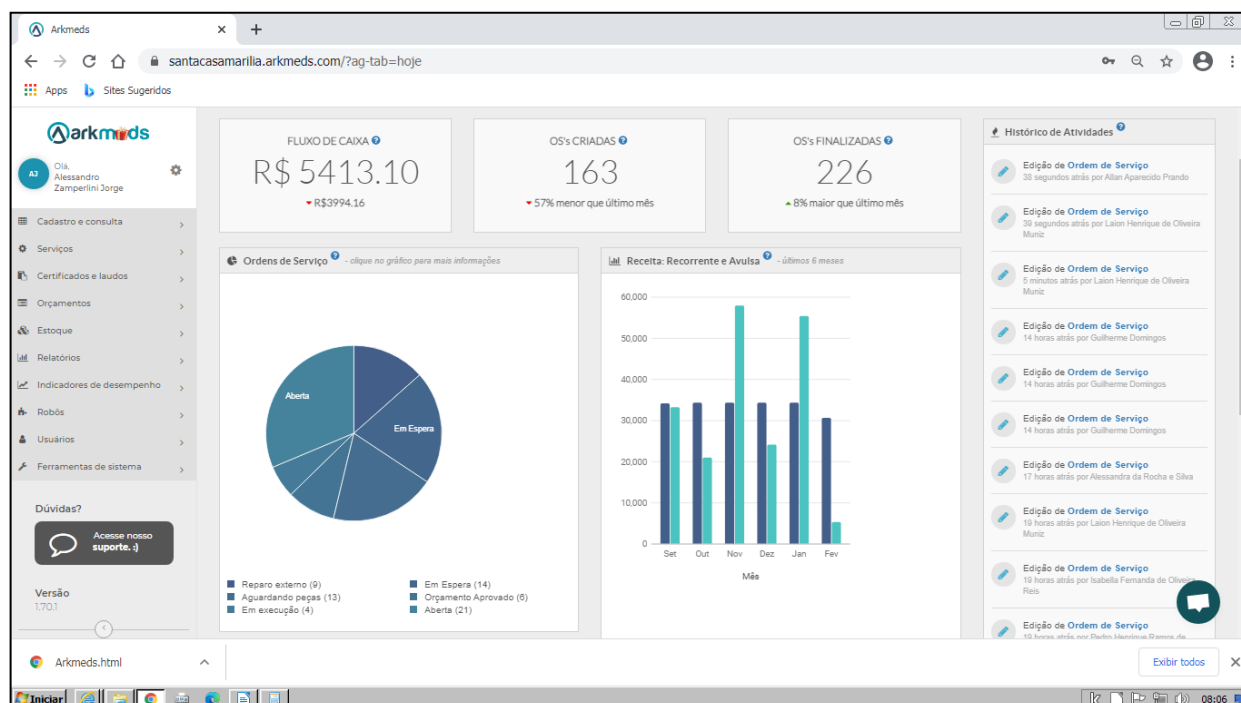 Arkmeds
santacasamarilia.arkmeds.com/?ag-tab=hoje
Apps
Sites Sugeridos
arkmeds
AJ
Olá,
Alessandro
Zamperlini Jorge
Cadastro e consulta
Serviços
Certificados e laudos
Orçamentos
Estoque
Relatórios
Indicadores de desempenho
Robôs
Usuários
Ferramentas de sistema
Dúvidas?
Acesse nosso
suporte. :)
Versão
1.70.1
FLUXO DE CAIXA
R$ 5413.10
R$3994.16
OS's CRIADAS
163
57% menor que último mês
OS's FINALIZADAS
226
8% maior que último mês
Ordens de Serviço - clique no gráfico para mais informações
Aberta
Em Espera
Reparo externo (9)
Em Espera (14)
Aguardando peças (13)
Orçamento Aprovado (6)
Em execução (4)
Aberta (21)
Receita: Recorrente e Avulsa - últimos 6 meses
60,000
50,000
40,000
30,000
20,000
10,000
0
Set Out Nov Dez Jan Fev
Mês
Histórico de Atividades
Edição de Ordem de Serviço
38 segundos atrás por Allan Aparecido Prando
Edição de Ordem de Serviço
39 segundos atrás por Laion Henrique de Oliveira
Muniz
Edição de Ordem de Serviço
5 minutos atrás por Laion Henrique de Oliveira
Muniz
Edição de Ordem de Serviço
14 horas atrás por Guilherme Domingos
Edição de Ordem de Serviço
14 horas atrás por Guilherme Domingos
Edição de Ordem de Serviço
14 horas atrás por Guilherme Domingos
Edição de Ordem de Serviço
17 horas atrás por Alessandra da Rocha e Silva
Edição de Ordem de Serviço
19 horas atrás por Laion Henrique de Oliveira
Muniz
Edição de Ordem de Serviço
19 horas atrás por Isabella Fernanda de Oliveira
Reis
Edição de Ordem de Serviço
19 horas atrás por Pedro Henrique Ramos de
Arkmeds.html
Exibir todos
Iniciar
08:06